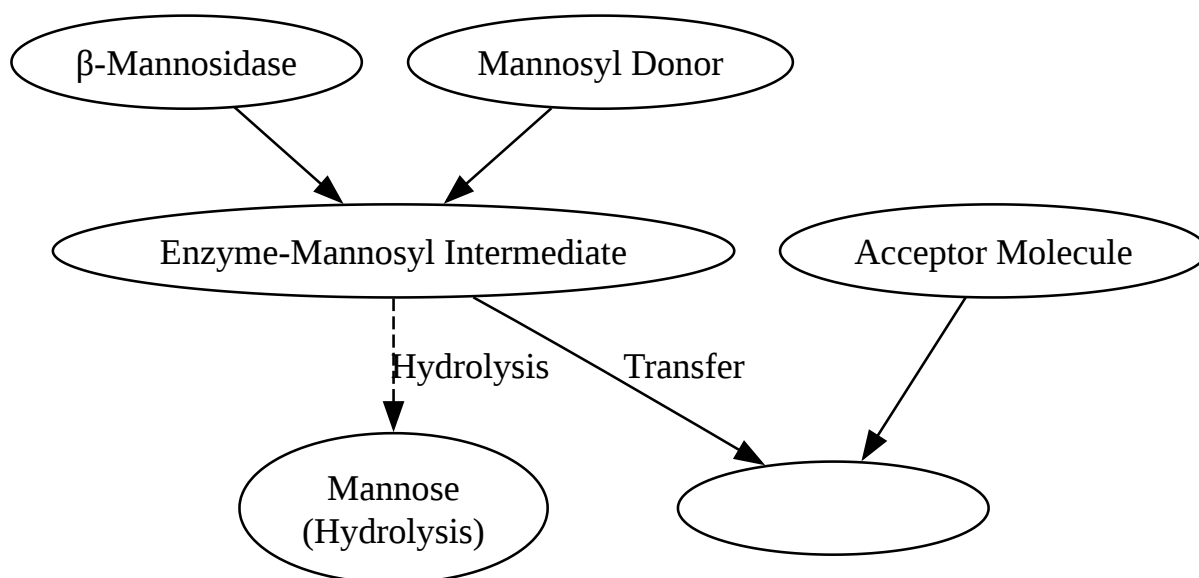 β-Mannosidase
Mannosyl Donor
Enzyme-Mannosyl Intermediate
Acceptor Molecule
Hydrolysis
Transfer
Mannose
(Hydrolysis)